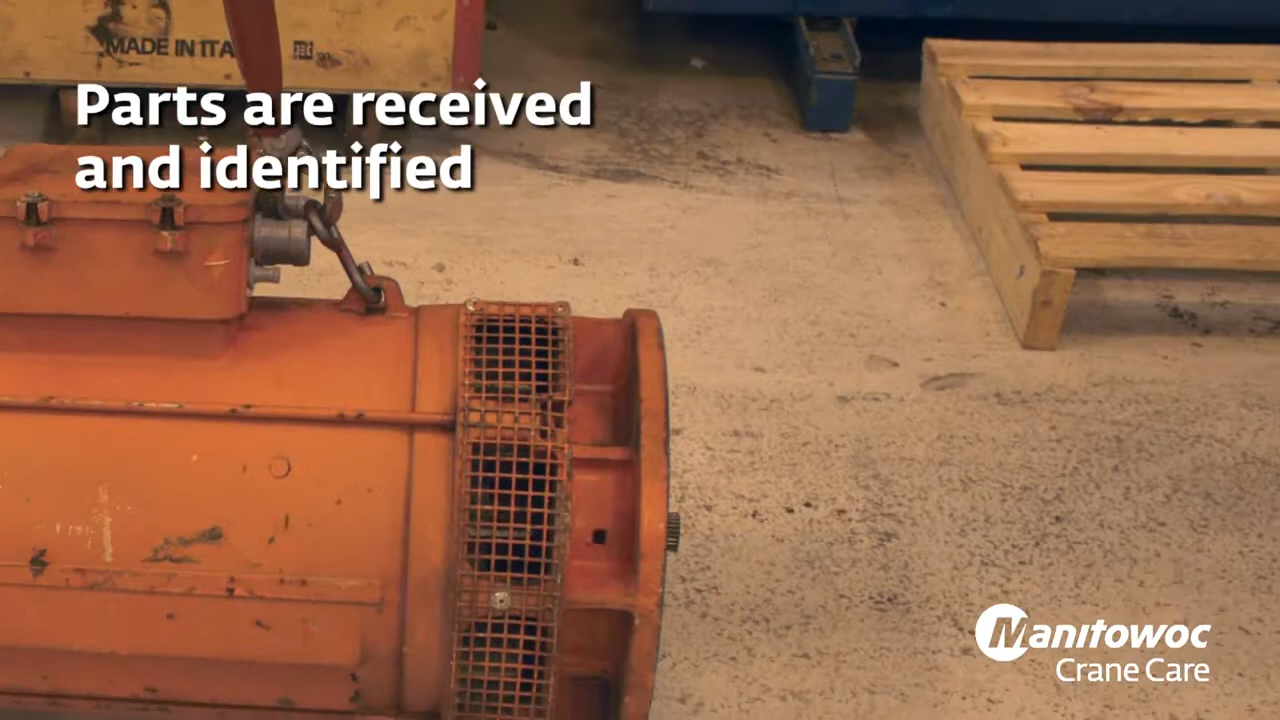 MADE IN ITA
Parts are received
and identified
Manitowoc
Crane Care